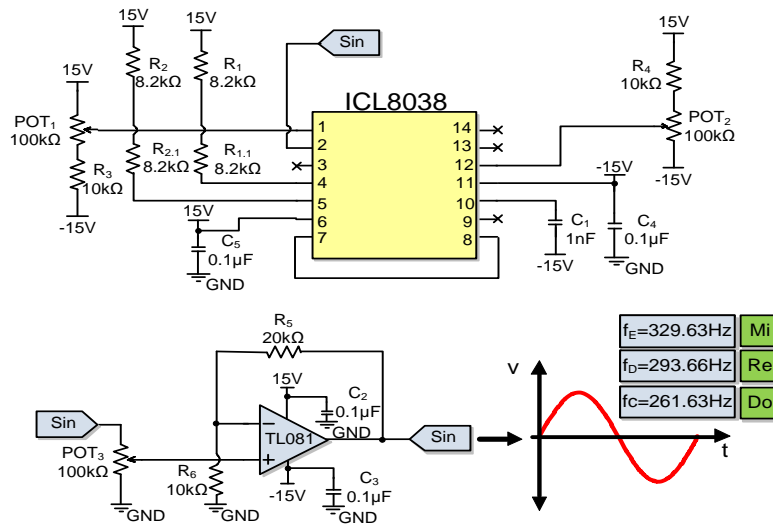 15V
15V
Sin
15V
R2
8.2kΩ
R1
8.2kΩ
15V
POT1
100kΩ
R3
10kΩ
-15V
R2.1
8.2kΩ
R1.1
8.2kΩ
ICL8038
1
2
3
4
5
6
7
14
13
12
11
10
9
8
R4
10kΩ
POT2
100kΩ
-15V
15V
C5
0.1µF
GND
C1
1nF
-15V
-15V
C4
0.1µF
GND
R5
20kΩ
15V
C2
0.1µF
GND
TL081
-15V
C3
0.1µF
GND
Sin
POT3
100kΩ
GND
R6
10kΩ
GND
Sin
v
t
fE=329.63Hz Mi
fD=293.66Hz Re
fC=261.63Hz Do